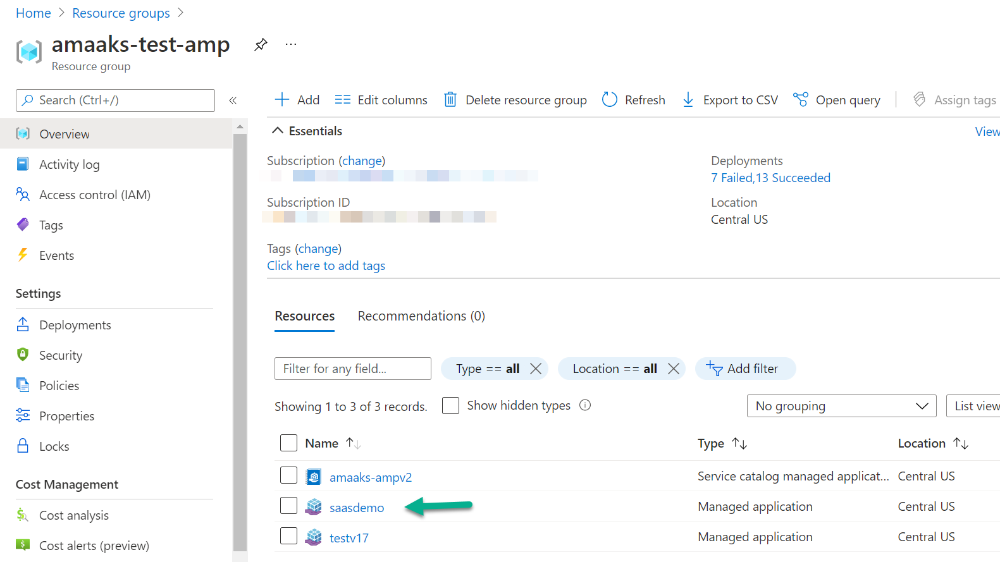 Home > Resource groups >
amaaks-test-amp ...
Resource group
Search (Ctrl+/) «
Overview
Activity log
Access control (IAM)
Tags
Events
Settings
Deployments
Security
Policies
Properties
Locks
Cost Management
Cost analysis
Cost alerts (preview)
Add Edit columns Delete resource group Refresh Export to CSV Open query Assign tags
Essentials View
Subscription (change)
Deployments
7 Failed,13 Succeeded
Subscription ID
Location
Central US
Tags (change)
Click here to add tags
Resources Recommendations (0)
Filter for any field... Type == all Location == all Add filter
Showing 1 to 3 of 3 records. Show hidden types No grouping List view
Name Type Location
amaaks-ampv2 Service catalog managed applicat... Central US
saasdemo Managed application Central US
testv17 Managed application Central US